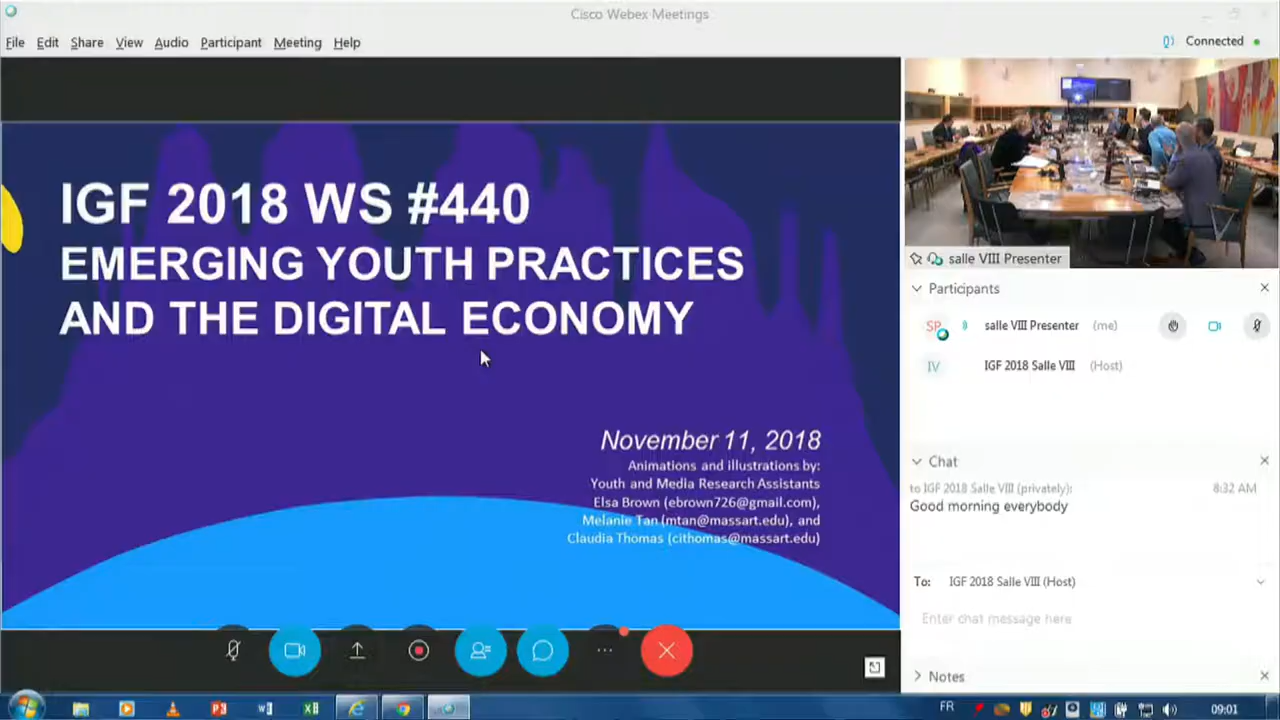 Cisco Webex Meetings
File Edit Share View Audio Participant Meeting Help
Connected
IGF 2018 WS #440
EMERGING YOUTH PRACTICES
AND THE DIGITAL ECONOMY
November 11, 2018
Animations and illustrations by:
Youth and Media Research Assistants
Elsa Brown (ebrown726@gmail.com),
Melanie Tan (mtan@massart.edu), and
Claudia Thomas (cithomas@massart.edu)
salle VIII Presenter
Participants
SP salle VIII Presenter (me)
IV IGF 2018 Salle VIII (Host)
Chat
to IGF 2018 Salle VIII (privately): 8:32 AM
Good morning everybody
To: IGF 2018 Salle VIII (Host)
Enter chat message here
Notes
FR 09:01